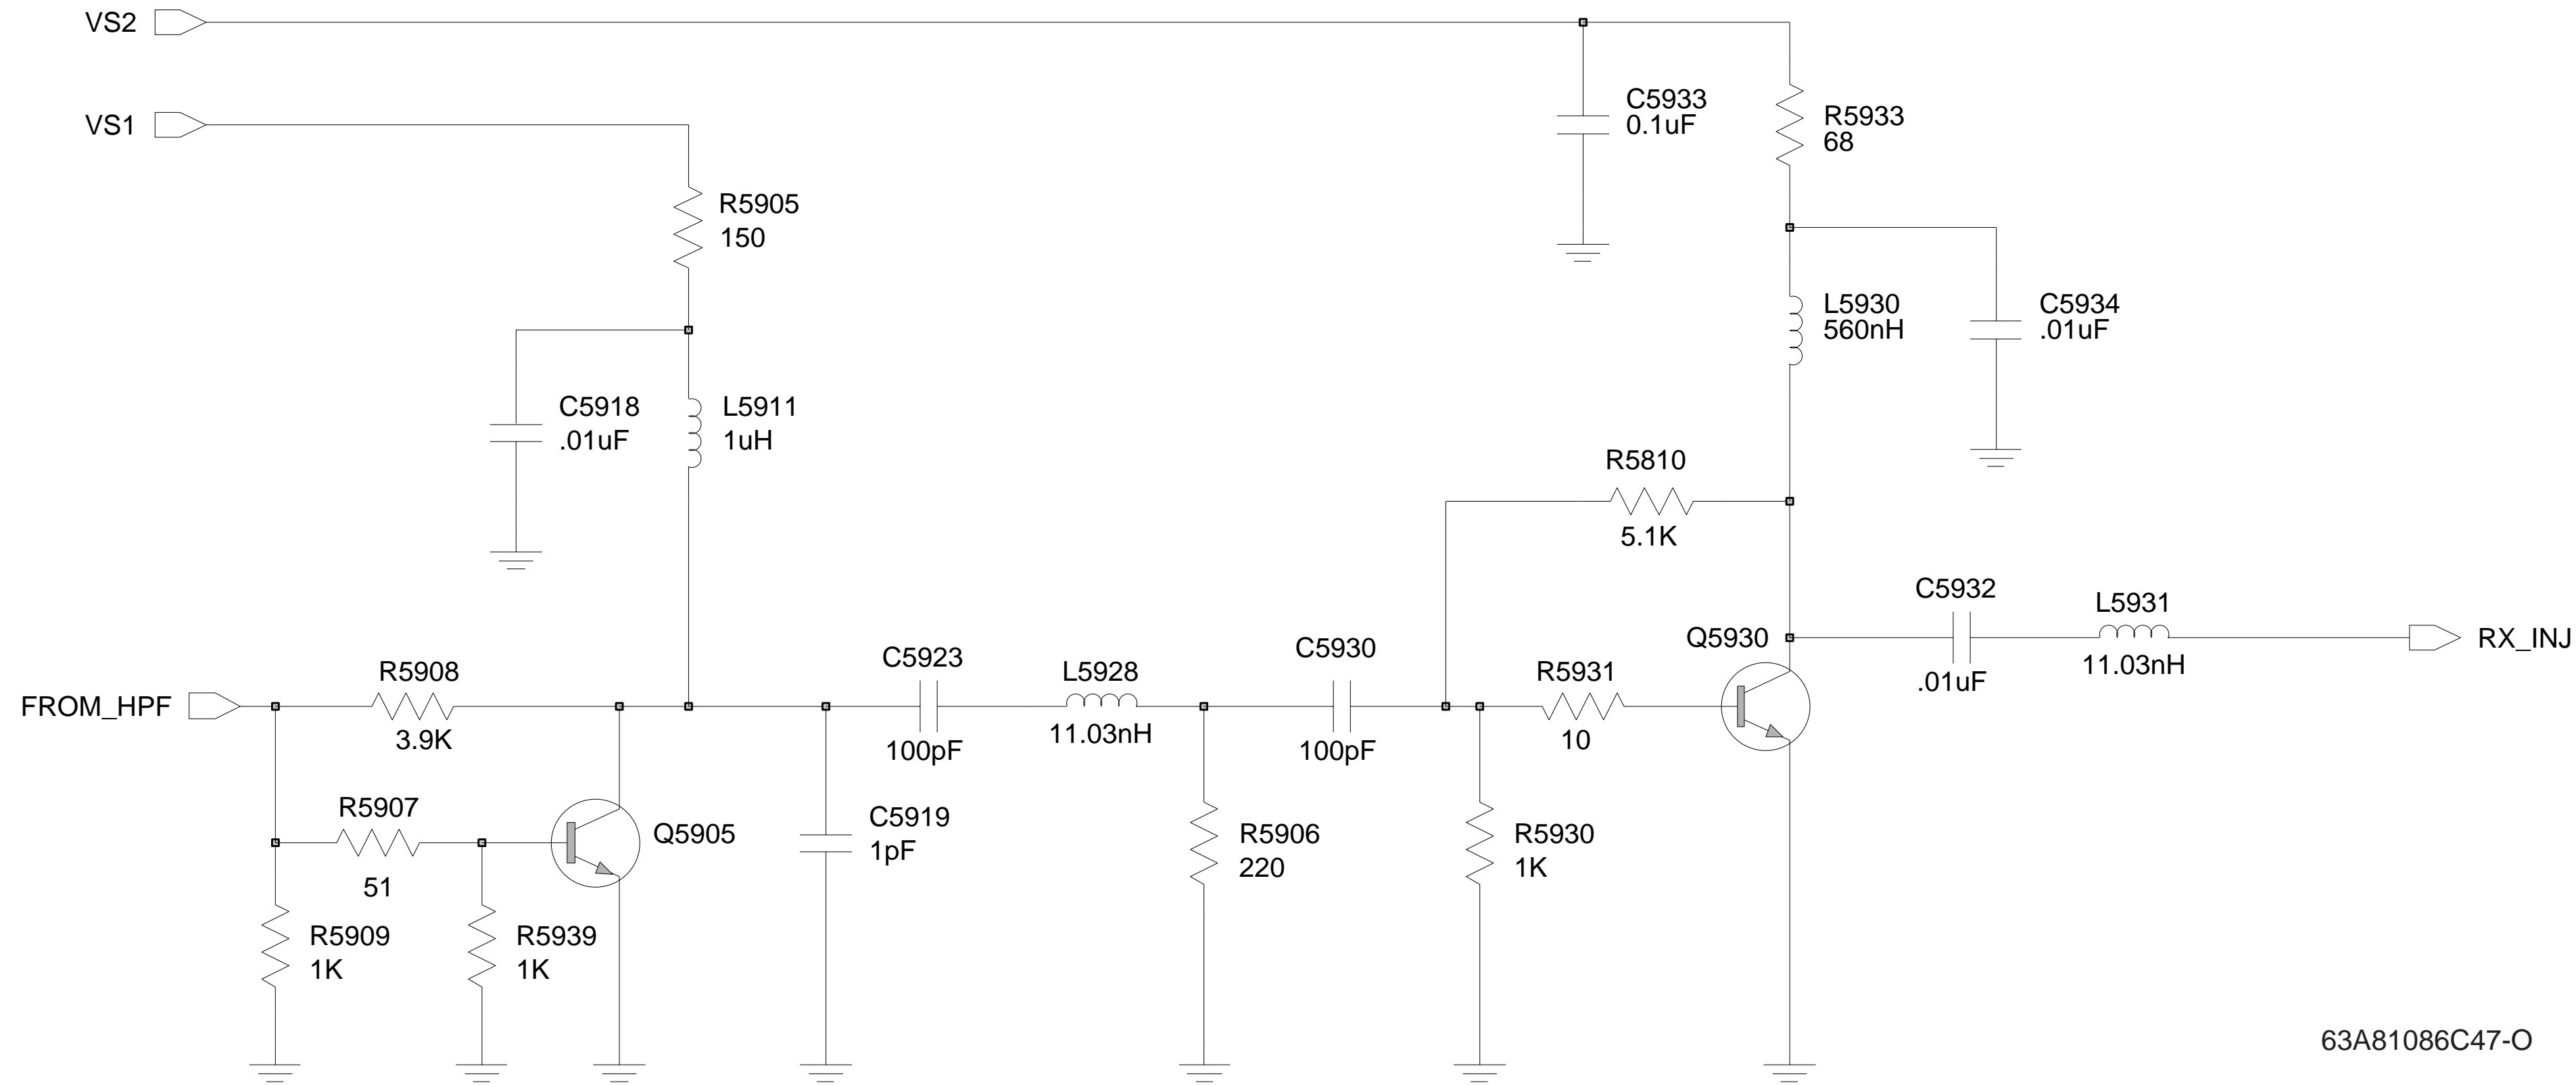 VS2
C5933
0.1uF
R5933
68
VS1
R5905
150
L5930
560nH
C5934
.01uF
C5918
.01uF
L5911
1uH
R5810
5.1K
C5932
.01uF
L5931
11.03nH
RX_INJ
Q5930
FROM_HPF
R5908
3.9K
C5923
100pF
L5928
11.03nH
C5930
100pF
R5931
10
R5907
51
Q5905
C5919
1pF
R5906
220
R5930
1K
R5909
1K
R5939
1K
63A81086C47-O